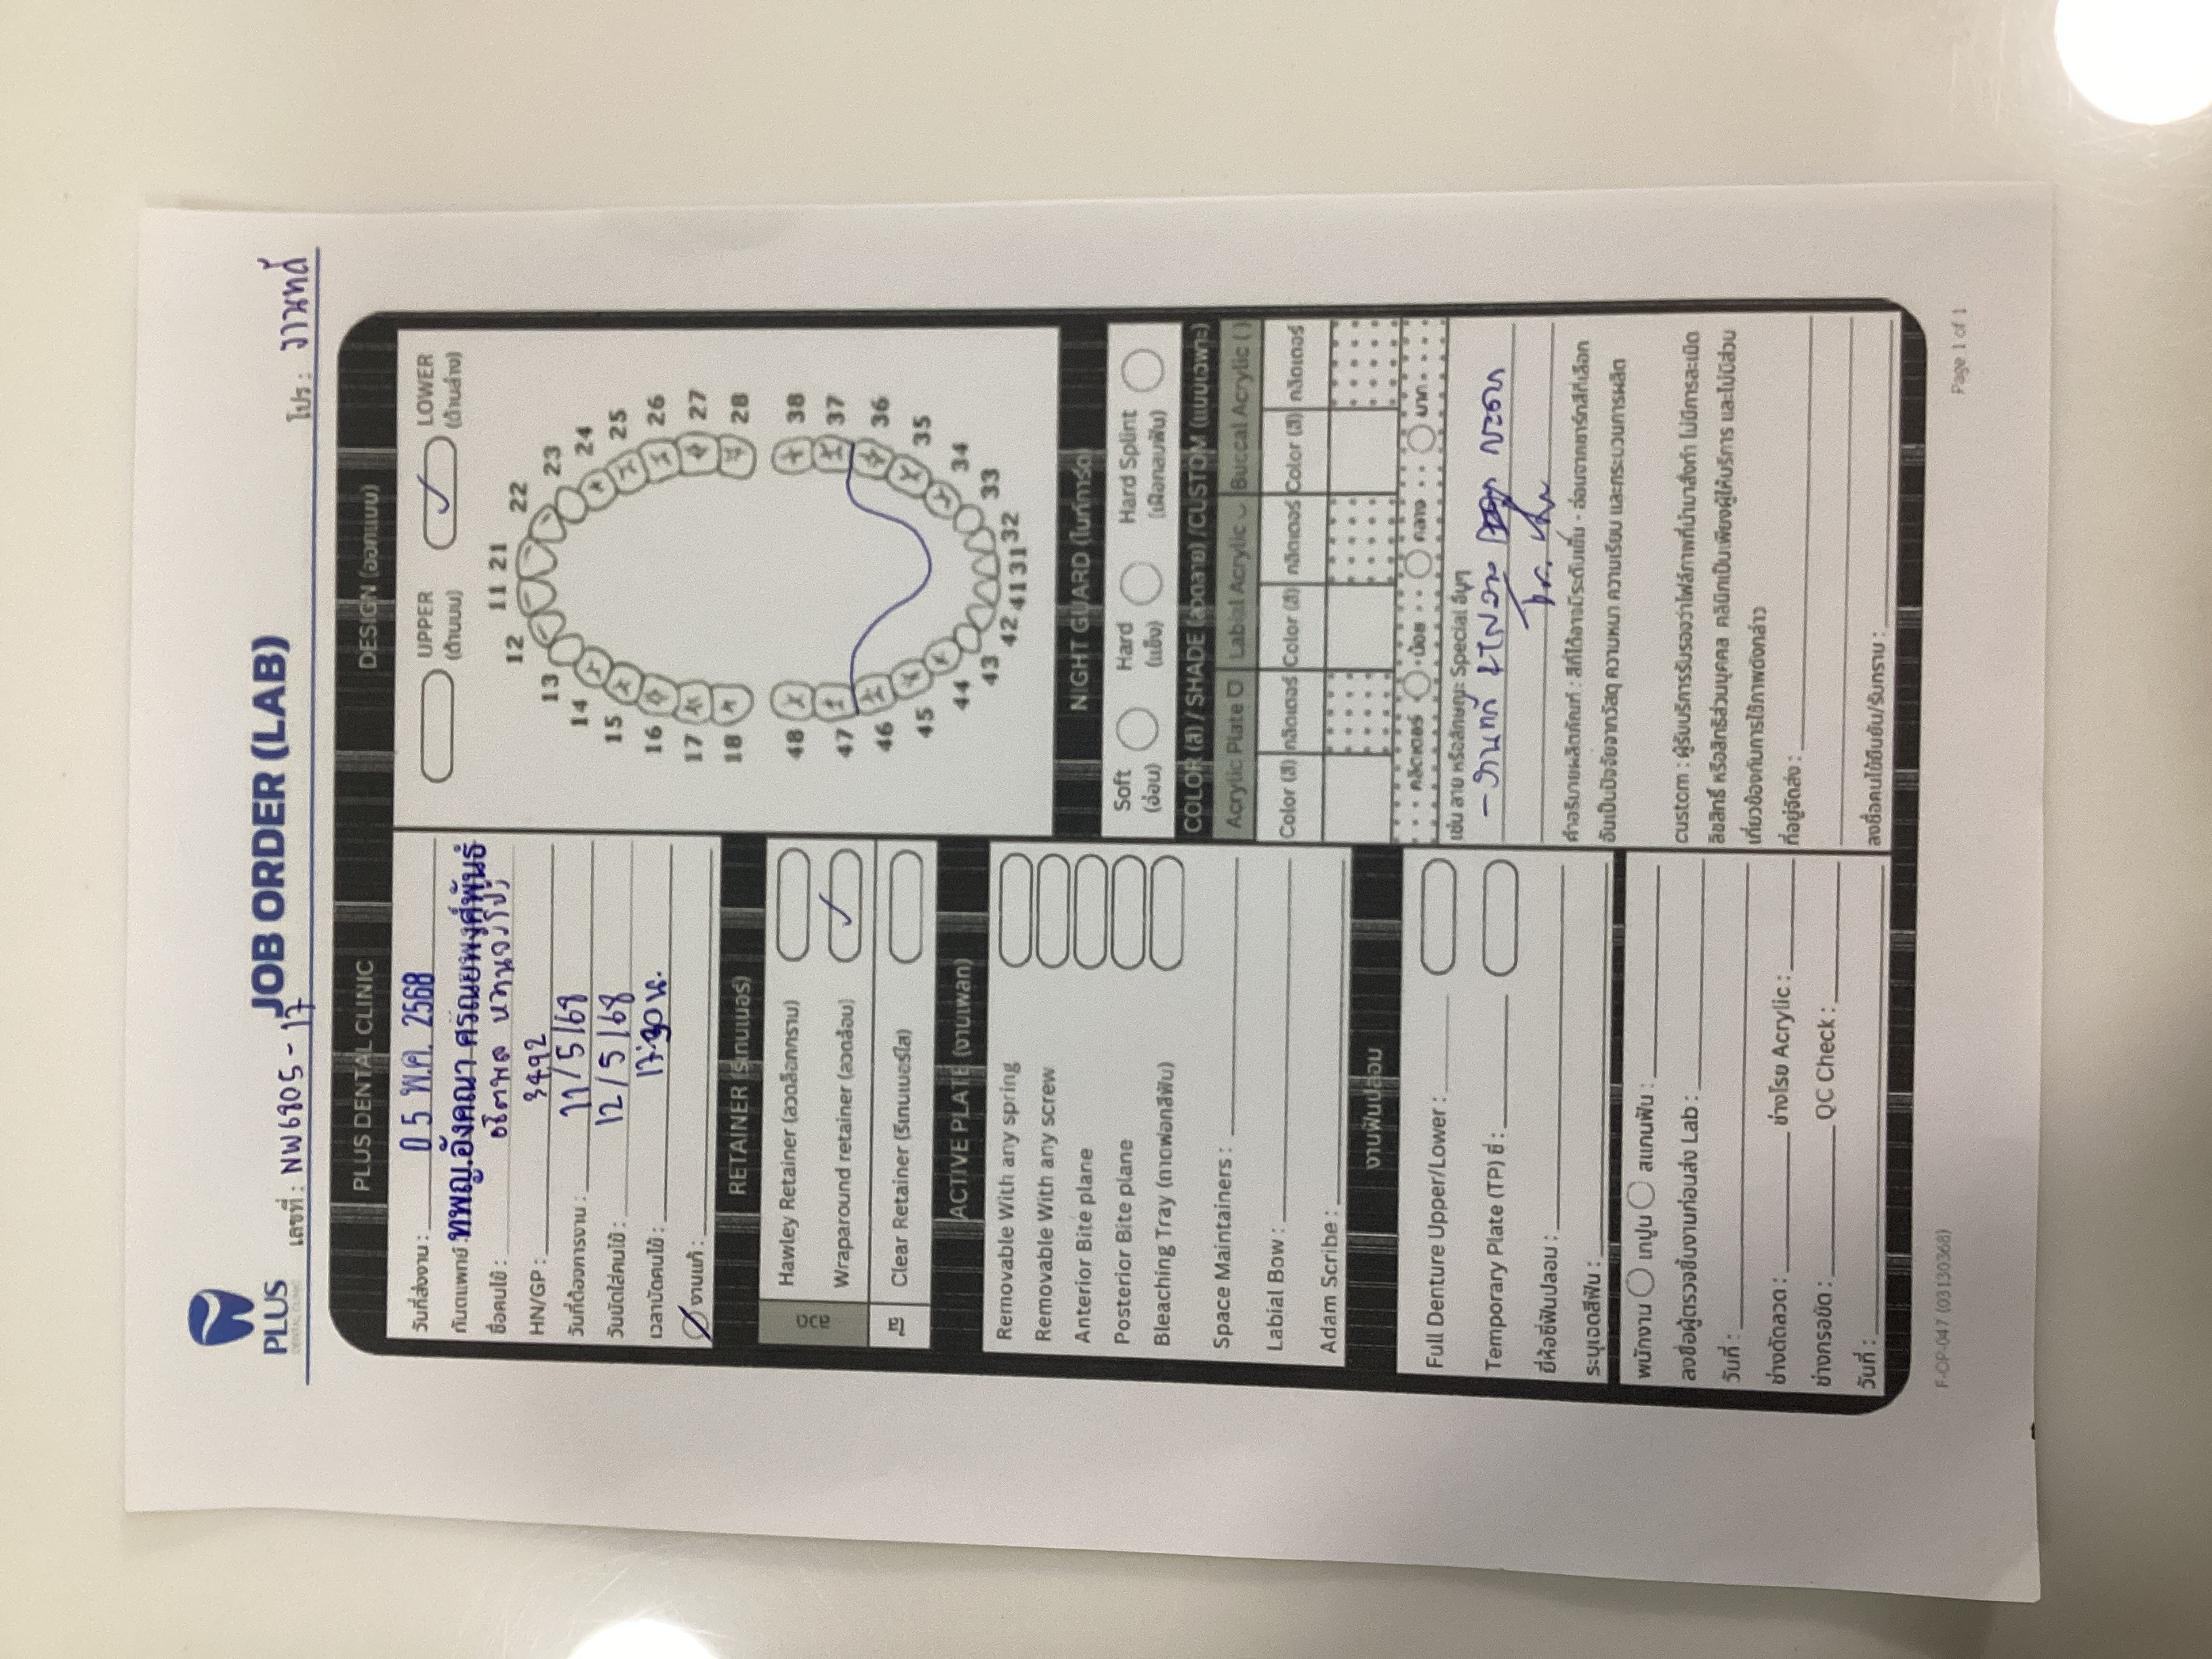 PLUS
DENTAL CLINIC
JOB ORDER (LAB)
เลขที่ : NW6805-17
โปร : งานแก้
PLUS DENTAL CLINIC
วันที่ส่งงาน : 05 พ.ค. 2568
ทันตแพทย์ : ทพญ.อังคณา ศรัณยพงศ์พันธ์
ชื่อคนไข้ :
HN/GP : 3492
วันที่ต้องการงาน : 11/5/68
วันนัดใส่คนไข้ : 12/5/68
เวลานัดคนไข้ : 17:30 น.
งานแก้ :
RETAINER (รีเทนเนอร์)
ลวด
Hawley Retainer (ลวดล็อกกราม)
Wraparound retainer (ลวดล้อม)
ใส
Clear Retainer (รีเทนเนอร์ใส)
ACTIVE PLATE (งานเพลท)
Removable With any spring
Removable With any screw
Anterior Bite plane
Posterior Bite plane
Bleaching Tray (ถาดฟอกสีฟัน)
Space Maintainers :
Labial Bow :
Adam Scribe :
งานฟันปลอม
Full Denture Upper/Lower :
Temporary Plate (TP) ซี่ :
ยี่ห้อซี่ฟันปลอม :
ระบุเฉดสีฟัน :
พนักงาน เทปูน สแกนฟัน :
ลงชื่อผู้ตรวจชิ้นงานก่อนส่ง Lab :
วันที่ :
ช่างดัดลวด : ช่างโรย Acrylic :
ช่างกรอขัด : QC Check :
วันที่ :
DESIGN (ออกแบบ)
UPPER LOWER
(ด้านบน) (ด้านล่าง)
11 21
12 22
13 23
14 24
15 25
16 26
17 27
18 28
48 38
47 37
46 36
45 35
44 34
43 33
42 41 31 32
NIGHT GUARD (ไนท์การ์ด)
Soft Hard Hard Splint
(อ่อน) (แข็ง) (เฝือกสบฟัน)
COLOR (สี) / SHADE (ลวดลาย) /CUSTOM (แบบเฉพาะ)
Acrylic Plate Labial Acrylic Buccal Acrylic ( )
Color (สี) กลิตเตอร์ Color (สี) กลิตเตอร์ Color (สี) กลิตเตอร์
กลิตเตอร์ น้อย กลาง มาก
เช่น ลาย หรือลักษณะ Special อื่นๆ
- งานแก้
คำอธิบายผลิตภัณฑ์ : สีที่ได้อาจมีระดับเข้ม - อ่อนจากชาร์ทสีที่เลือก
อันเป็นปัจจัยจากวัสดุ ความหนา ความเรียบ และกระบวนการผลิต
custom : ผู้รับบริการรับรองว่าไฟล์ภาพที่นำมาสั่งทำ ไม่มีการละเมิด
ลิขสิทธิ์ หรือสิทธิส่วนบุคคล คลินิกเป็นเพียงผู้ให้บริการ และไม่มีส่วน
เกี่ยวข้องกับการใช้ภาพดังกล่าว
ที่อยู่จัดส่ง :
ลงชื่อคนไข้ยืนยัน/รับทราบ :
F-OP-047 (03130368)
Page 1 of 1